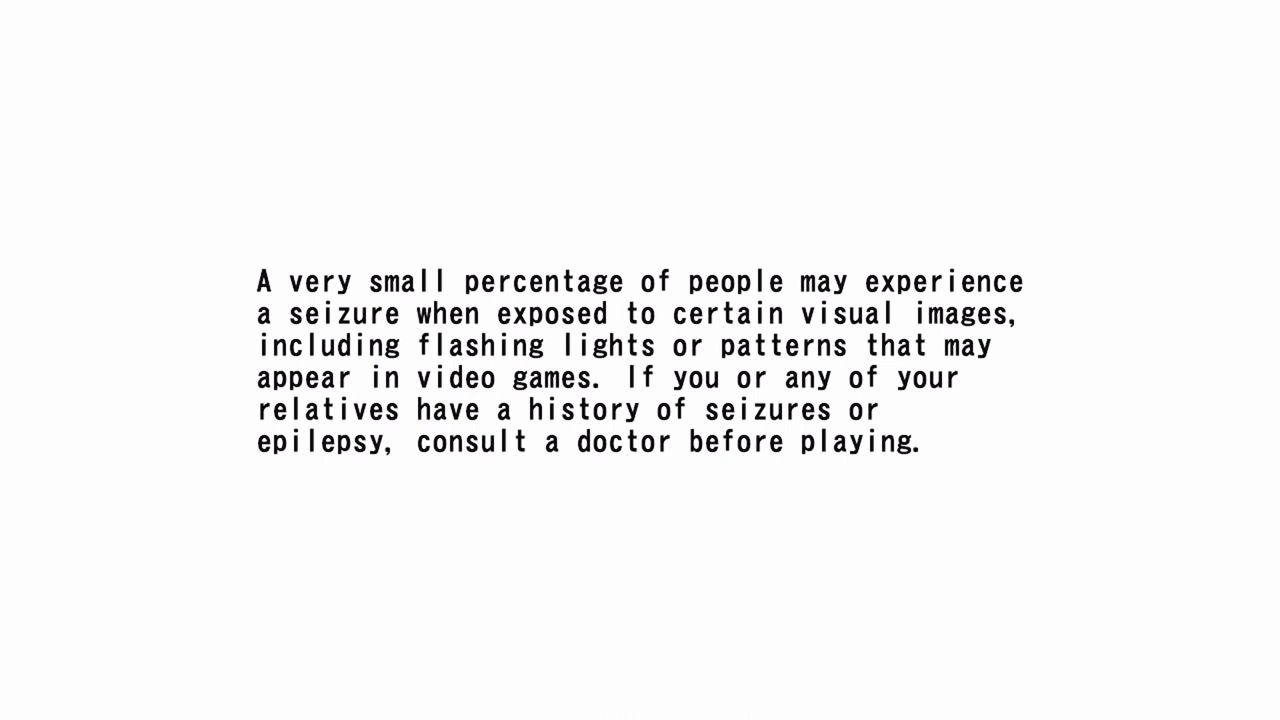 A very small percentage of people may experience
a seizure when exposed to certain visual images,
including flashing lights or patterns that may
appear in video games. If you or any of your
relatives have a history of seizures or
epilepsy, consult a doctor before playing.